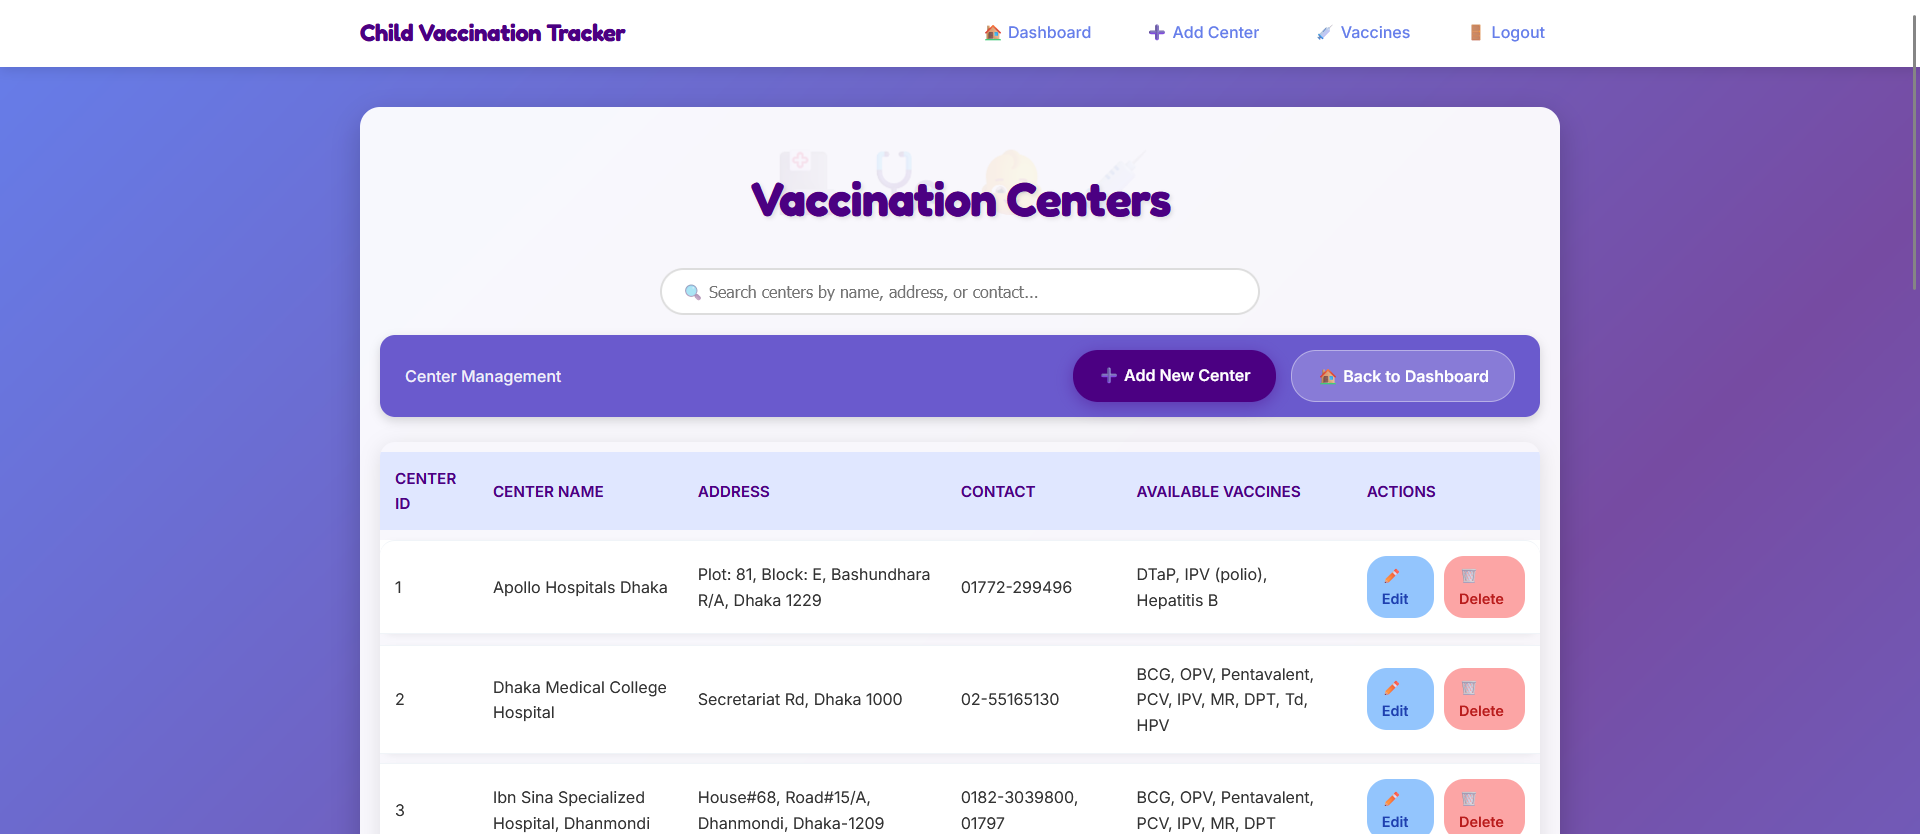 Child Vaccination Tracker
Dashboard
Add Center
Vaccines
Logout
Vaccination Centers
Search centers by name, address, or contact...
Center Management
Add New Center
Back to Dashboard
CENTER
ID
CENTER NAME
ADDRESS
CONTACT
AVAILABLE VACCINES
ACTIONS
1
Apollo Hospitals Dhaka
Plot: 81, Block: E, Bashundhara
R/A, Dhaka 1229
01772-299496
DTaP, IPV (polio),
Hepatitis B
Edit
Delete
2
Dhaka Medical College
Hospital
Secretariat Rd, Dhaka 1000
02-55165130
BCG, OPV, Pentavalent,
PCV, IPV, MR, DPT, Td,
HPV
Edit
Delete
3
Ibn Sina Specialized
Hospital, Dhanmondi
House#68, Road#15/A,
Dhanmondi, Dhaka-1209
0182-3039800,
01797
BCG, OPV, Pentavalent,
PCV, IPV, MR, DPT
Edit
Delete